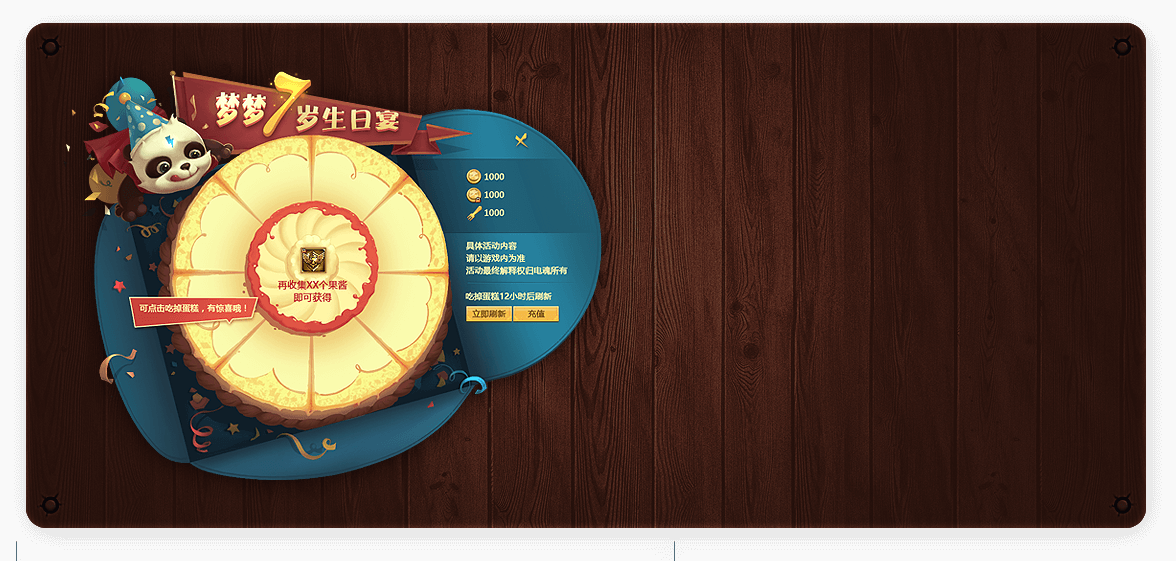 梦梦7岁生日宴
1000
1000
1000
具体活动内容
请以游戏内为准
活动最终解释权归电魂所有
吃掉蛋糕12小时后刷新
立即刷新 充值
再收集XX个果酱
即可获得
可点击吃掉蛋糕，有惊喜哦！